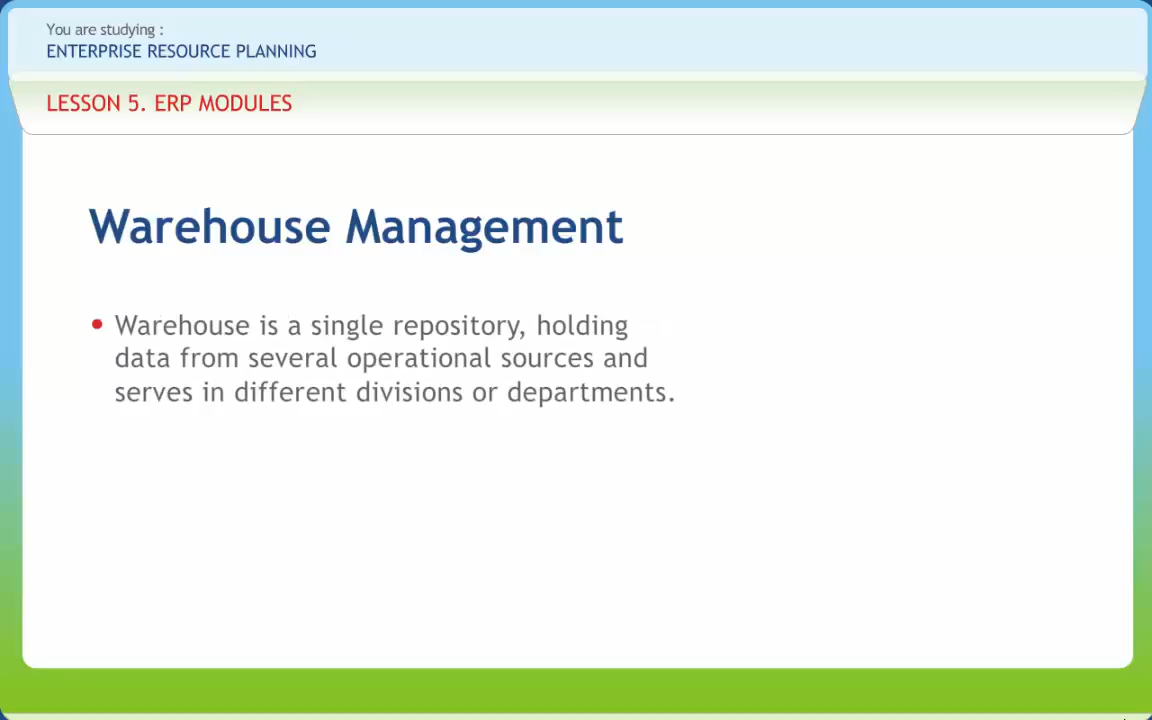 You are studying :
ENTERPRISE RESOURCE PLANNING
LESSON 5. ERP MODULES
Warehouse Management
• Warehouse is a single repository, holding
data from several operational sources and
serves in different divisions or departments.